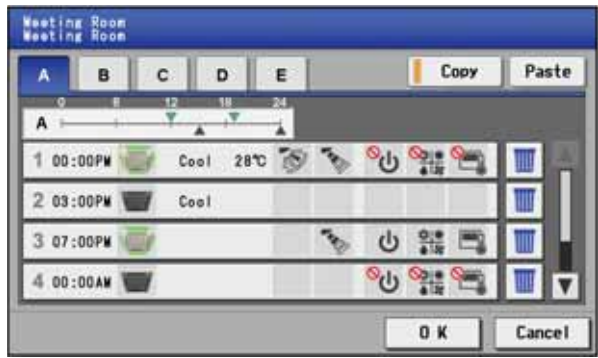 Meeting Room
Meeting Room
A B C D E Copy Paste
0 6 12 18 24
A
1 00:00PM Cool 28℃
2 03:00PM Cool
3 07:00PM
4 00:00AM
OK Cancel